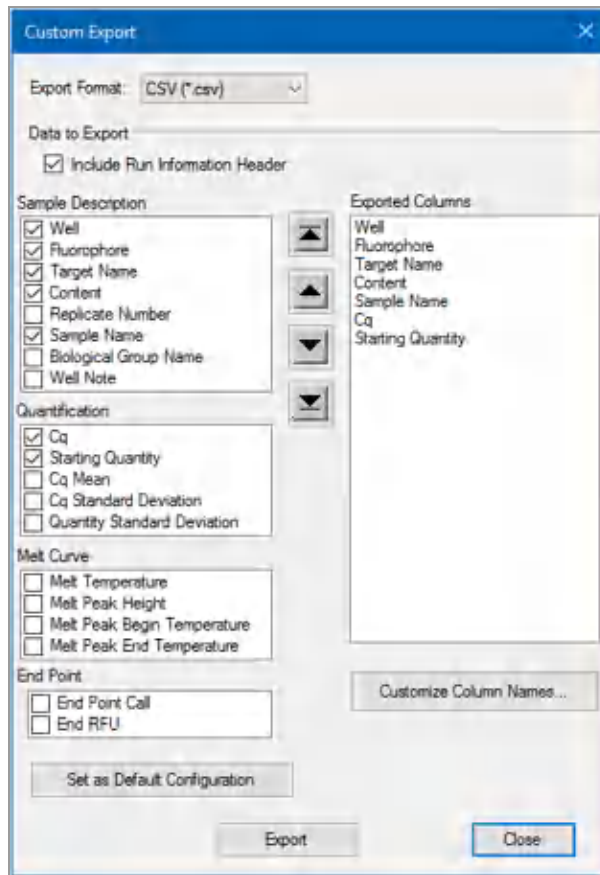 Custom Export
Export Format: CSV (*.csv)
Data to Export
Include Run Information Header
Sample Description
Well
Fluorophore
Target Name
Content
Replicate Number
Sample Name
Biological Group Name
Well Note
Quantification
Cq
Starting Quantity
Cq Mean
Cq Standard Deviation
Quantity Standard Deviation
Melt Curve
Melt Temperature
Melt Peak Height
Melt Peak Begin Temperature
Melt Peak End Temperature
End Point
End Point Call
End RFU
Set as Default Configuration
Exported Columns
Well
Fluorophore
Target Name
Content
Sample Name
Cq
Starting Quantity
Customize Column Names...
Export
Close